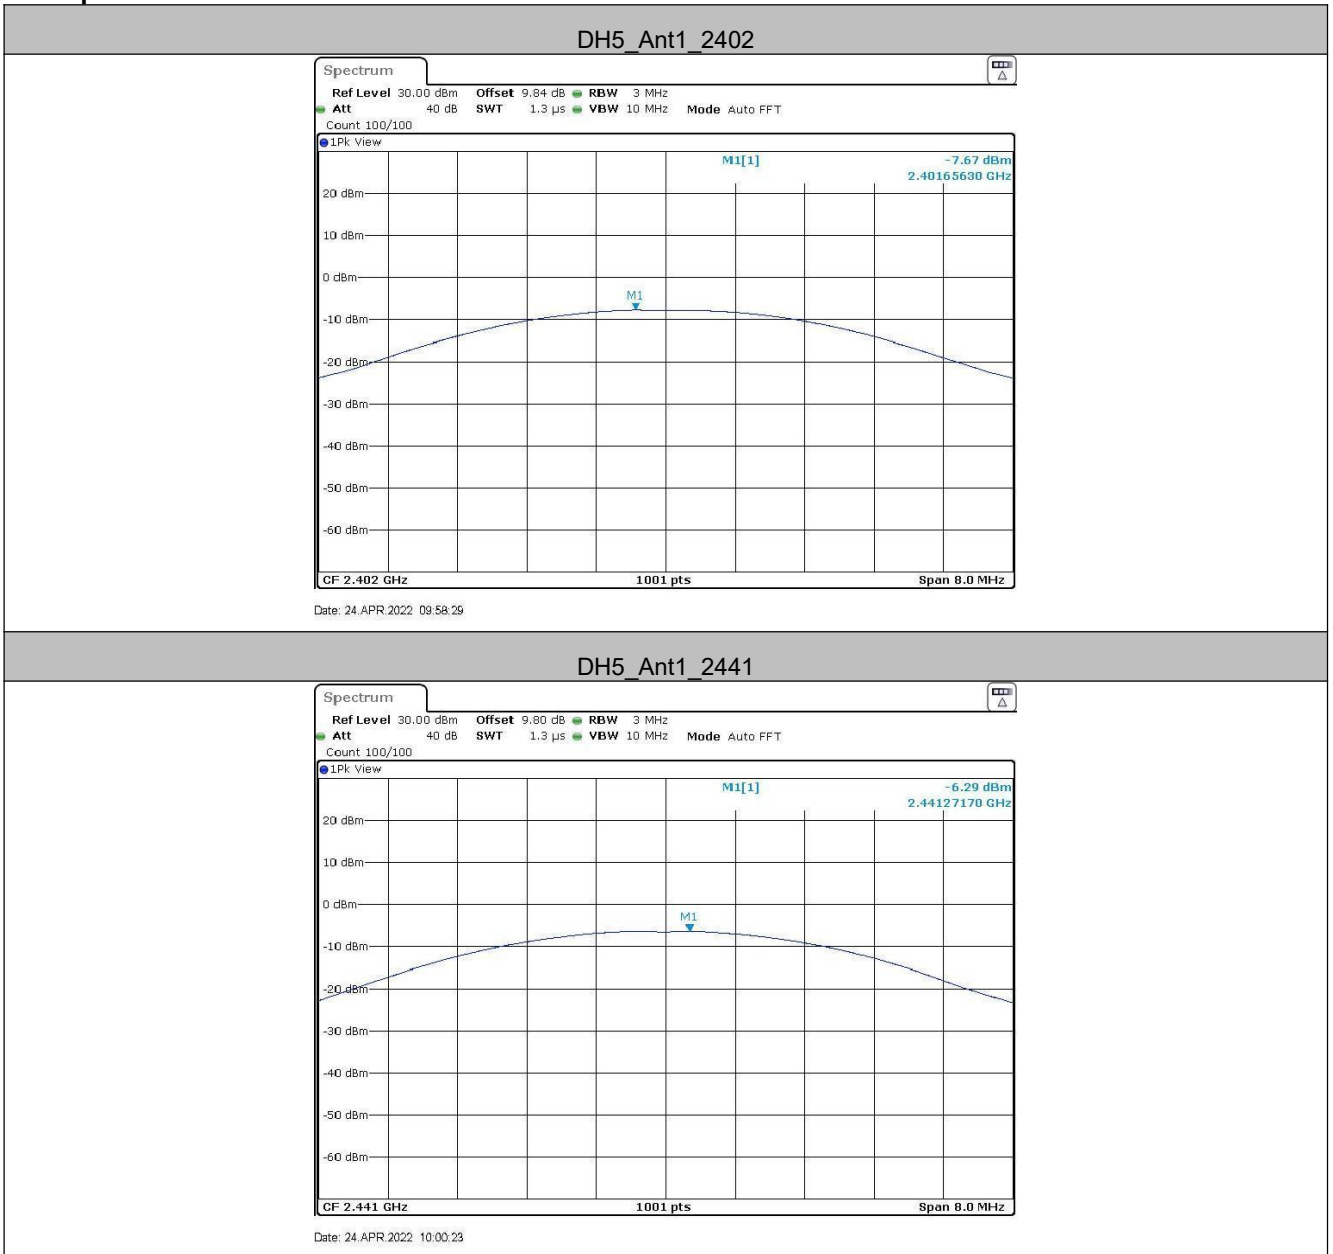 DH5_Ant1_2402
Spectrum
Ref Level 30.00 dBm Offset 9.84 dB RBW 3 MHz
Att 40 dB SWT 1.3 µs VBW 10 MHz Mode Auto FFT
Count 100/100
1Pk View
M1[1] -7.67 dBm
2.40165630 GHz
20 dBm
10 dBm
0 dBm
M1
-10 dBm
-20 dBm
-30 dBm
-40 dBm
-50 dBm
-60 dBm
CF 2.402 GHz 1001 pts Span 8.0 MHz
Date: 24.APR.2022 09:58:29
DH5_Ant1_2441
Spectrum
Ref Level 30.00 dBm Offset 9.80 dB RBW 3 MHz
Att 40 dB SWT 1.3 µs VBW 10 MHz Mode Auto FFT
Count 100/100
1Pk View
M1[1] -6.29 dBm
2.44127170 GHz
20 dBm
10 dBm
0 dBm
M1
-10 dBm
-20 dBm
-30 dBm
-40 dBm
-50 dBm
-60 dBm
CF 2.441 GHz 1001 pts Span 8.0 MHz
Date: 24.APR.2022 10:00:23